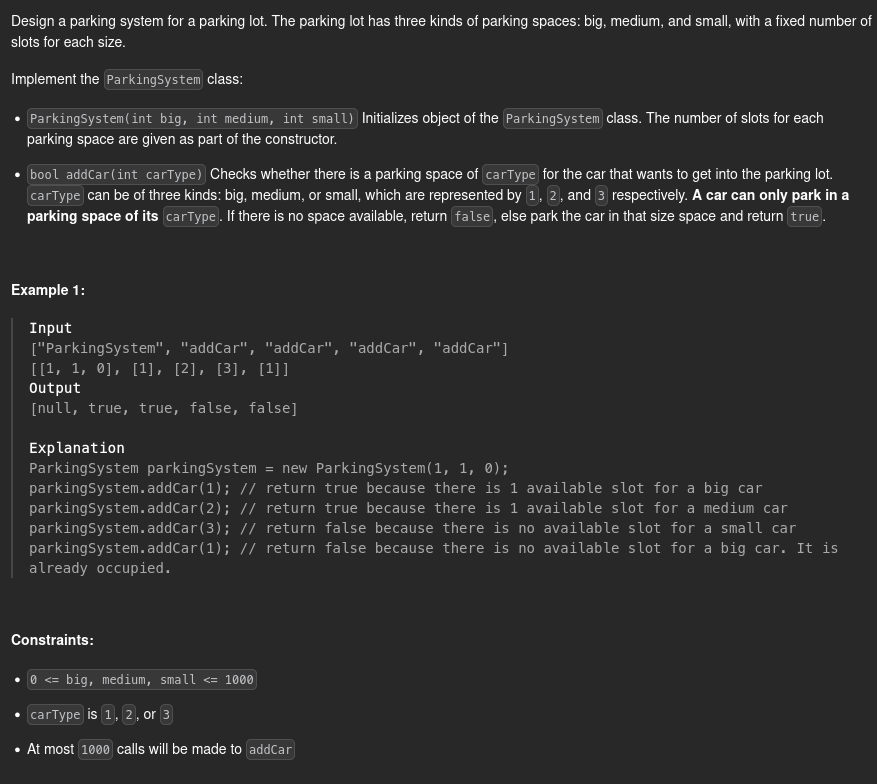 Design a parking system for a parking lot. The parking lot has three kinds of parking spaces: big, medium, and small, with a fixed number of
slots for each size.
Implement the ParkingSystem class:
• ParkingSystem(int big, int medium, int small) Initializes object of the ParkingSystem class. The number of slots for each
parking space are given as part of the constructor.
• bool addCar(int carType) Checks whether there is a parking space of carType for the car that wants to get into the parking lot.
carType can be of three kinds: big, medium, or small, which are represented by 1, 2, and 3 respectively. A car can only park in a
parking space of its carType. If there is no space available, return false, else park the car in that size space and return true.
Example 1:
Input
["ParkingSystem", "addCar", "addCar", "addCar", "addCar"]
[[1, 1, 0], [1], [2], [3], [1]]
Output
[null, true, true, false, false]
Explanation
ParkingSystem parkingSystem = new ParkingSystem(1, 1, 0);
parkingSystem.addCar(1); // return true because there is 1 available slot for a big car
parkingSystem.addCar(2); // return true because there is 1 available slot for a medium car
parkingSystem.addCar(3); // return false because there is no available slot for a small car
parkingSystem.addCar(1); // return false because there is no available slot for a big car. It is
already occupied.
Constraints:
• 0 <= big, medium, small <= 1000
• carType is 1, 2, or 3
• At most 1000 calls will be made to addCar